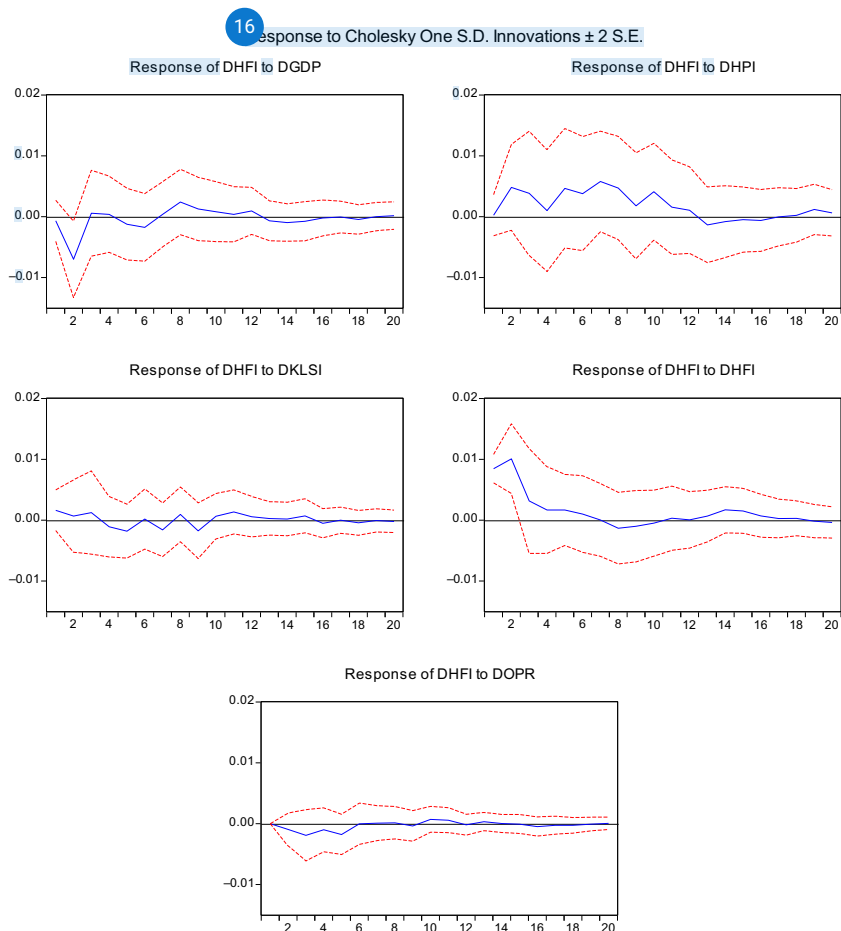 16
esponse to Cholesky One S.D. Innovations ± 2 S.E.
Response of DHFI to DGDP
0.02
0.01
0.00
–0.01
2 4 6 8 10 12 14 16 18 20
Response of DHFI to DHPI
0.02
0.01
0.00
–0.01
2 4 6 8 10 12 14 16 18 20
Response of DHFI to DKLSI
0.02
0.01
0.00
–0.01
2 4 6 8 10 12 14 16 18 20
Response of DHFI to DHFI
0.02
0.01
0.00
–0.01
2 4 6 8 10 12 14 16 18 20
Response of DHFI to DOPR
0.02
0.01
0.00
–0.01
2 4 6 8 10 12 14 16 18 20